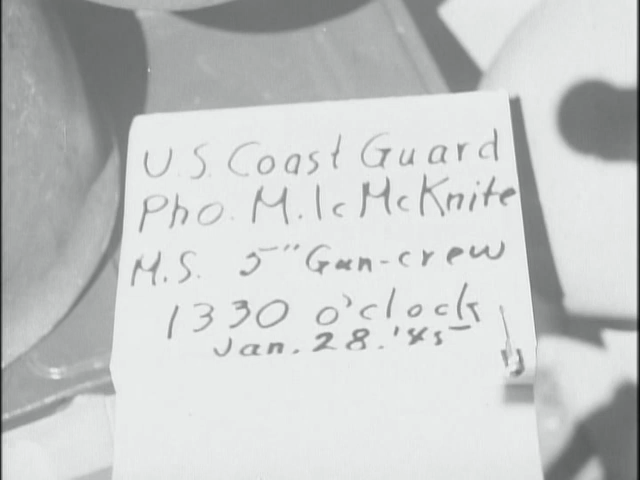 U.S. Coast Guard
Pho. M. 1c McKnite
M.S. 5" Gun-crew
1330 o'clock
Jan. 28. '45